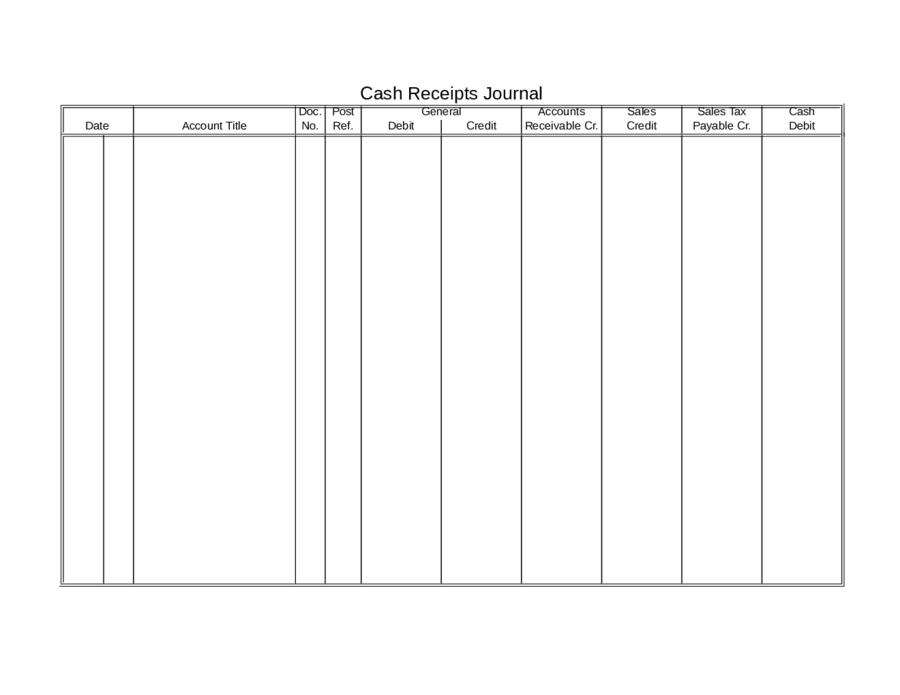 Cash Receipts Journal
Doc. Post General Accounts Sales Sales Tax Cash
Date Account Title No. Ref. Debit Credit Receivable Cr. Credit Payable Cr. Debit